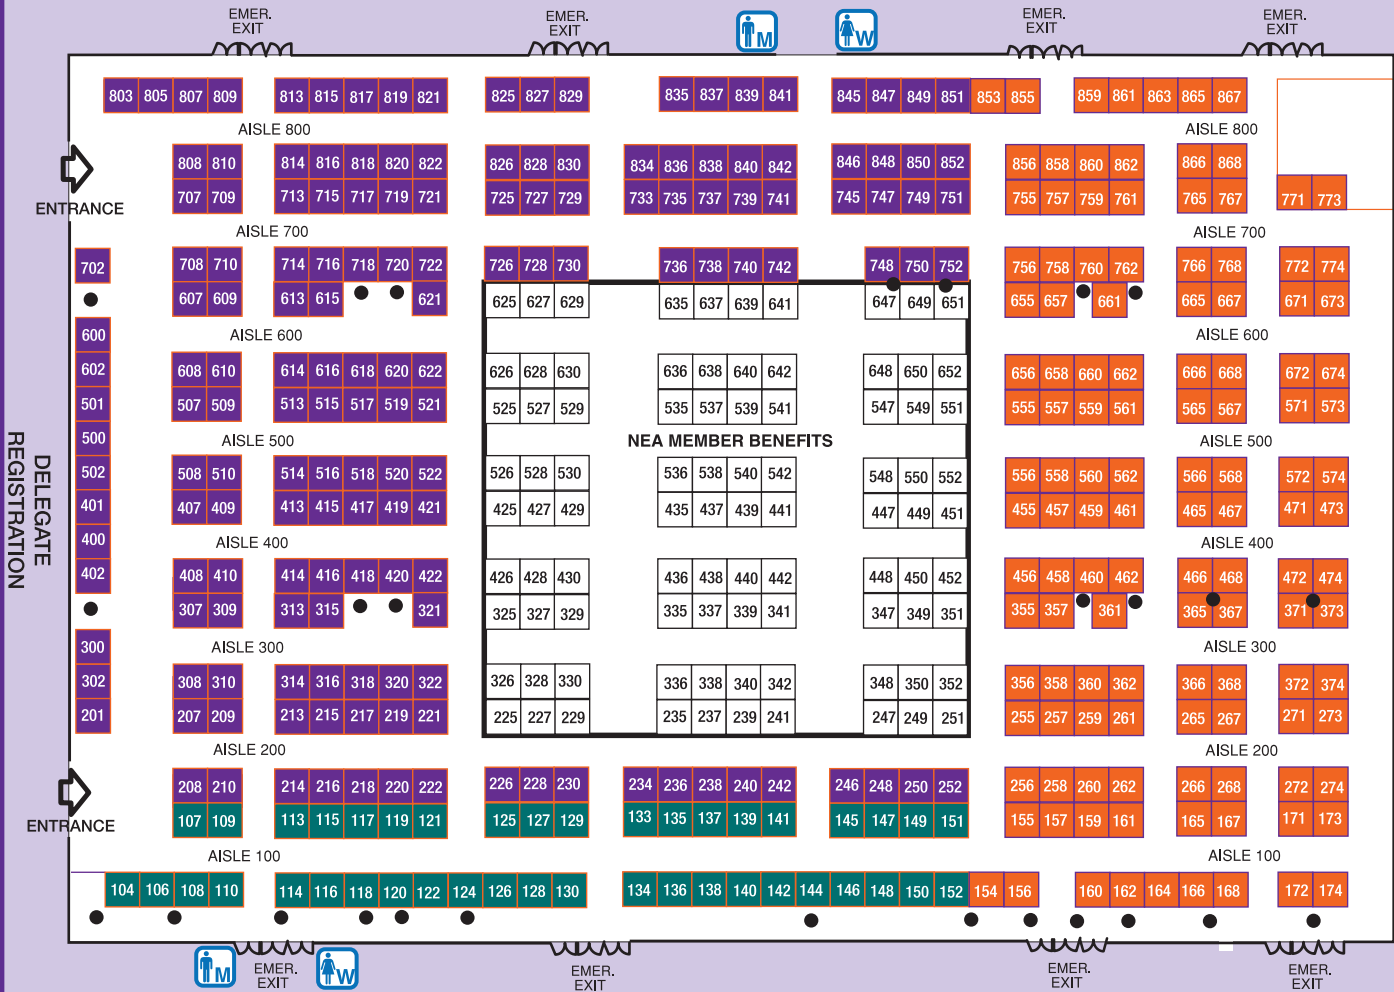 EMER. EXIT EMER. EXIT M W EMER. EXIT EMER. EXIT
803 805 807 809 813 815 817 819 821 825 827 829 835 837 839 841 845 847 849 851 853 855 859 861 863 865 867
AISLE 800 AISLE 800
808 810 814 816 818 820 822 826 828 830 834 836 838 840 842 846 848 850 852 856 858 860 862 866 868
707 709 713 715 717 719 721 725 727 729 733 735 737 739 741 745 747 749 751 755 757 759 761 765 767 771 773
ENTRANCE
AISLE 700 AISLE 700
702 708 710 714 716 718 720 722 726 728 730 736 738 740 742 748 750 752 756 758 760 762 766 768 772 774
607 609 613 615 621 625 627 629 635 637 639 641 647 649 651 655 657 661 665 667 671 673
600 AISLE 600 AISLE 600
602 608 610 614 616 618 620 622 626 628 630 636 638 640 642 648 650 652 656 658 660 662 666 668 672 674
501 507 509 513 515 517 519 521 525 527 529 535 537 539 541 547 549 551 555 557 559 561 565 567 571 573
500 AISLE 500 NEA MEMBER BENEFITS AISLE 500
502 508 510 514 516 518 520 522 526 528 530 536 538 540 542 548 550 552 556 558 560 562 566 568 572 574
401 407 409 413 415 417 419 421 425 427 429 435 437 439 441 447 449 451 455 457 459 461 465 467 471 473
DELEGATE
REGISTRATION
400 AISLE 400 AISLE 400
402 408 410 414 416 418 420 422 426 428 430 436 438 440 442 448 450 452 456 458 460 462 466 468 472 474
307 309 313 315 321 325 327 329 335 337 339 341 347 349 351 355 357 361 365 367 371 373
300 AISLE 300 AISLE 300
302 308 310 314 316 318 320 322 326 328 330 336 338 340 342 348 350 352 356 358 360 362 366 368 372 374
201 207 209 213 215 217 219 221 225 227 229 235 237 239 241 247 249 251 255 257 259 261 265 267 271 273
AISLE 200 AISLE 200
208 210 214 216 218 220 222 226 228 230 234 236 238 240 242 246 248 250 252 256 258 260 262 266 268 272 274
ENTRANCE 107 109 113 115 117 119 121 125 127 129 133 135 137 139 141 145 147 149 151 155 157 159 161 165 167 171 173
AISLE 100 AISLE 100
104 106 108 110 114 116 118 120 122 124 126 128 130 134 136 138 140 142 144 146 148 150 152 154 156 160 162 164 166 168 172 174
M EMER. EXIT W EMER. EXIT EMER. EXIT EMER. EXIT